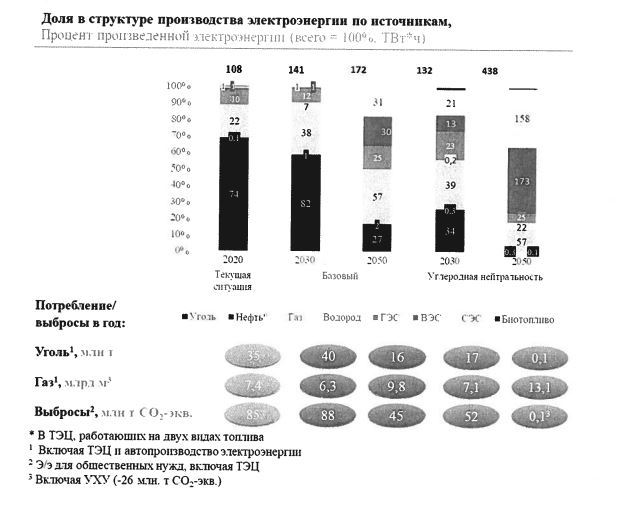 Доля в структуре производства электроэнергии по источникам,
Процент произведенной электроэнергии (всего = 100%, ТВт*ч)
108 141 172 132 438
100%
90%
80%
70%
60%
50%
40%
30%
20%
10%
0%
1 1 10 22 0.1 74
1 1 12 7 38 1 82
31 30 25 57 2 27
21 13 23 0,2 39 0.3 34
158 173 25 22 57 0.1
2020 2030 2050 2030 2050
Текущая ситуация Базовый Углеродная нейтральность
Потребление/
выбросы в год:
Уголь Нефть* Газ Водород ГЭС ВЭС СЭС Биотопливо
Уголь¹, млн т 35 40 16 17 0,1
Газ¹, млрд м³ 7.4 6,3 9,8 7,1 13,1
Выбросы², млн т CO₂-экв. 85 88 45 52 0,1³
* В ТЭЦ, работающих на двух видах топлива
¹ Включая ТЭЦ и автопроизводство электроэнергии
² Э/э для общественных нужд, включая ТЭЦ
³ Включая УХУ (-26 млн. т CO₂-экв.)